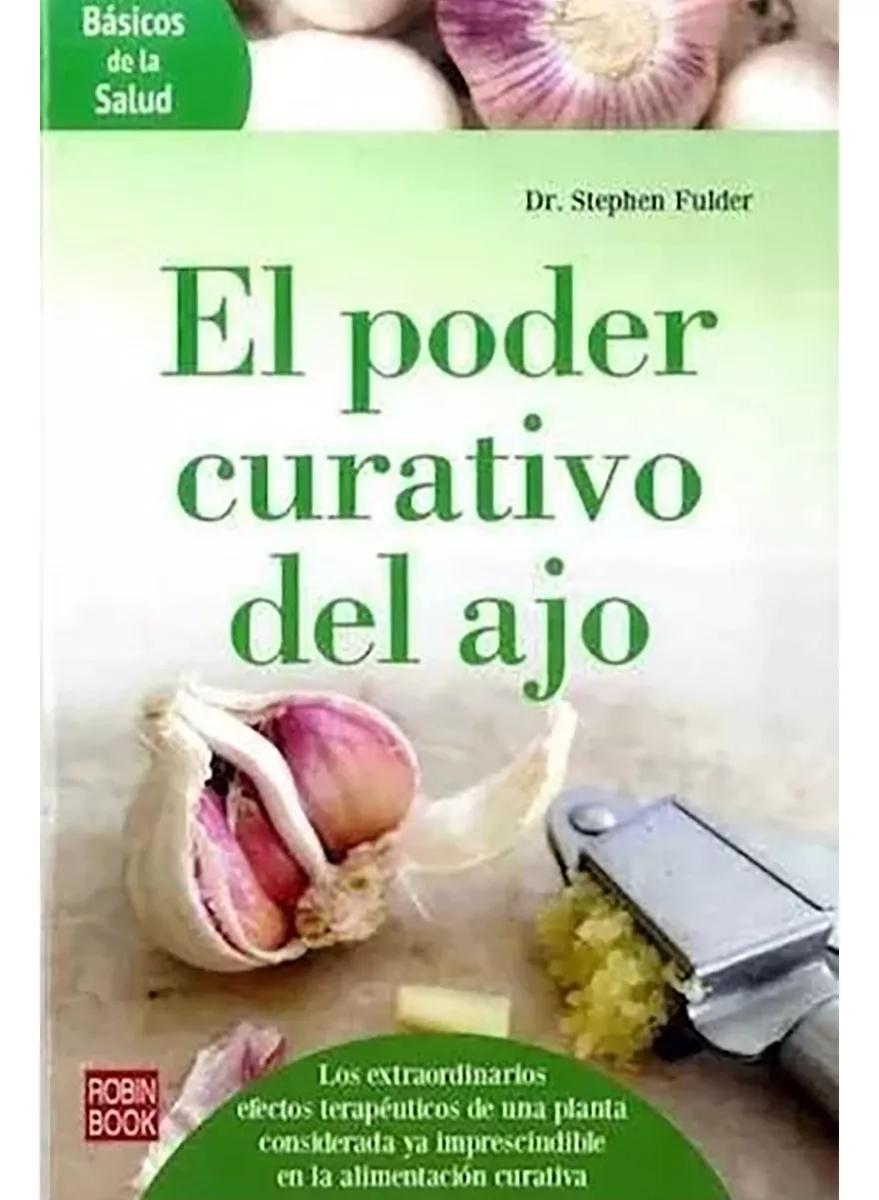 Básicos
de la
Salud
Dr. Stephen Fulder
El poder
curativo
del ajo
ROBIN
BOOK
Los extraordinarios
efectos terapéuticos de una planta
considerada ya imprescindible
en la alimentación curativa